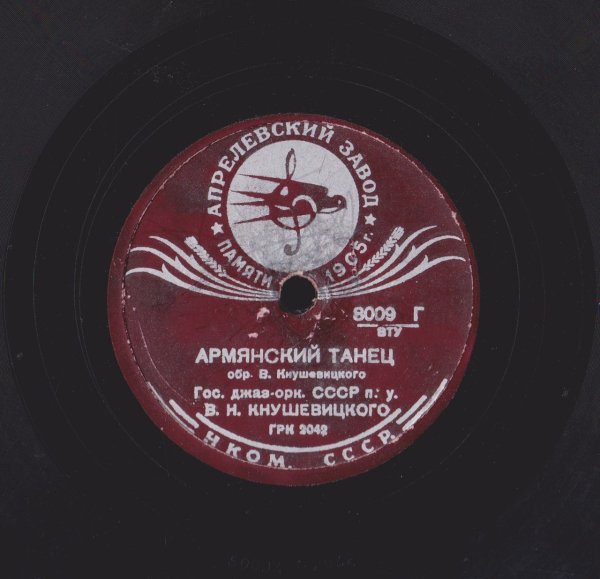 ★ АПРЕЛЕВСКИЙ ЗАВОД ★
ПАМЯТИ 1905 г.
8009 Г
ВТУ
АРМЯНСКИЙ ТАНЕЦ
обр. В. Кнушевицкого
Гос. джаз-орк. СССР п. у.
В. Н. КНУШЕВИЦКОГО
ГРК 2042
НКОМ. СССР.